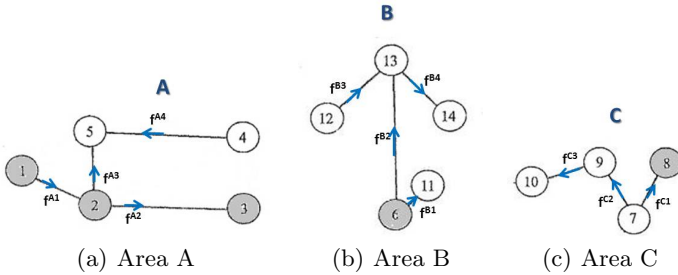 A
f^A4
5
4
1
f^A3
f^A1
2
f^A2
3
(a) Area A
B
13
f^B3
f^B4
12
14
f^B2
11
6
f^B1
(b) Area B
C
f^C3
9
8
10
f^C2
f^C1
7
(c) Area C